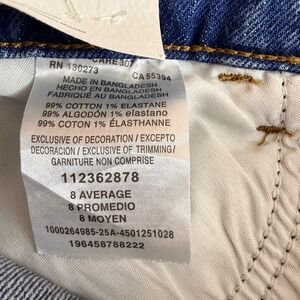 CARE307
RN 130273 CA 55394
MADE IN BANGLADESH
HECHO EN BANGLADESH
FABRIQUÉ AU BANGLADESH
99% COTTON 1% ELASTANE
99% ALGODÓN 1% ELASTANO
99% COTON 1% ÉLASTHANNE
EXCLUSIVE OF DECORATION / EXCEPTO
DECORACION / EXCLUSIVE OF TRIMMING/
GARNITURE NON COMPRISE
112362878
8 AVERAGE
8 PROMEDIO
8 MOYEN
1000264985-25A-4501251028
196458788222